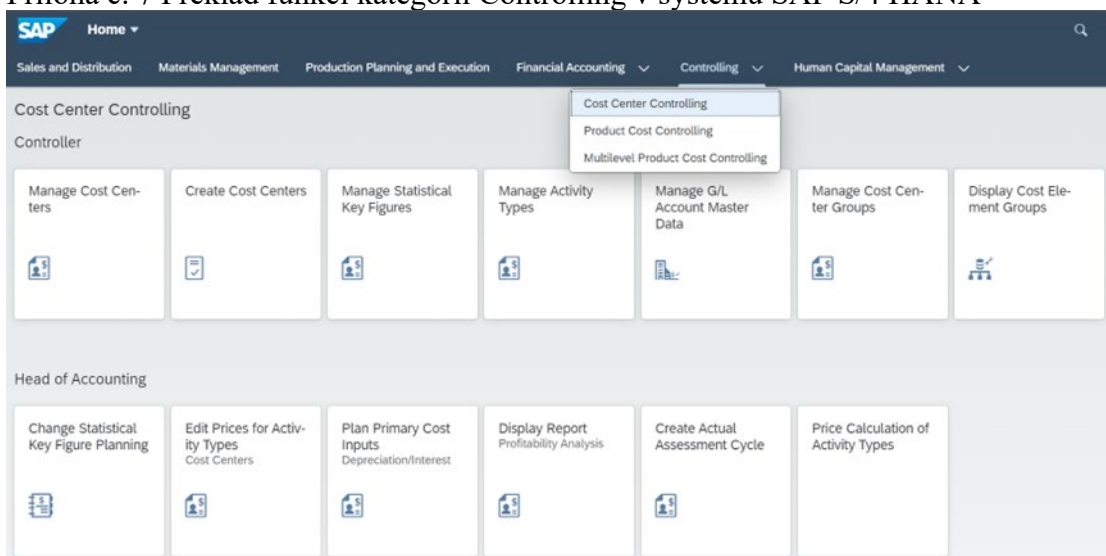 Příloha č. 7 Překlad funkcí kategorií Controlling v systému SAP S/4 HANA
SAP Home
Sales and Distribution Materials Management Production Planning and Execution Financial Accounting Controlling Human Capital Management
Cost Center Controlling
Product Cost Controlling
Multilevel Product Cost Controlling
Cost Center Controlling
Controller
Manage Cost Cen-
ters
Create Cost Centers
Manage Statistical
Key Figures
Manage Activity
Types
Manage G/L
Account Master
Data
Manage Cost Cen-
ter Groups
Display Cost Ele-
ment Groups
Head of Accounting
Change Statistical
Key Figure Planning
Edit Prices for Activ-
ity Types
Cost Centers
Plan Primary Cost
Inputs
Depreciation/Interest
Display Report
Profitability Analysis
Create Actual
Assessment Cycle
Price Calculation of
Activity Types